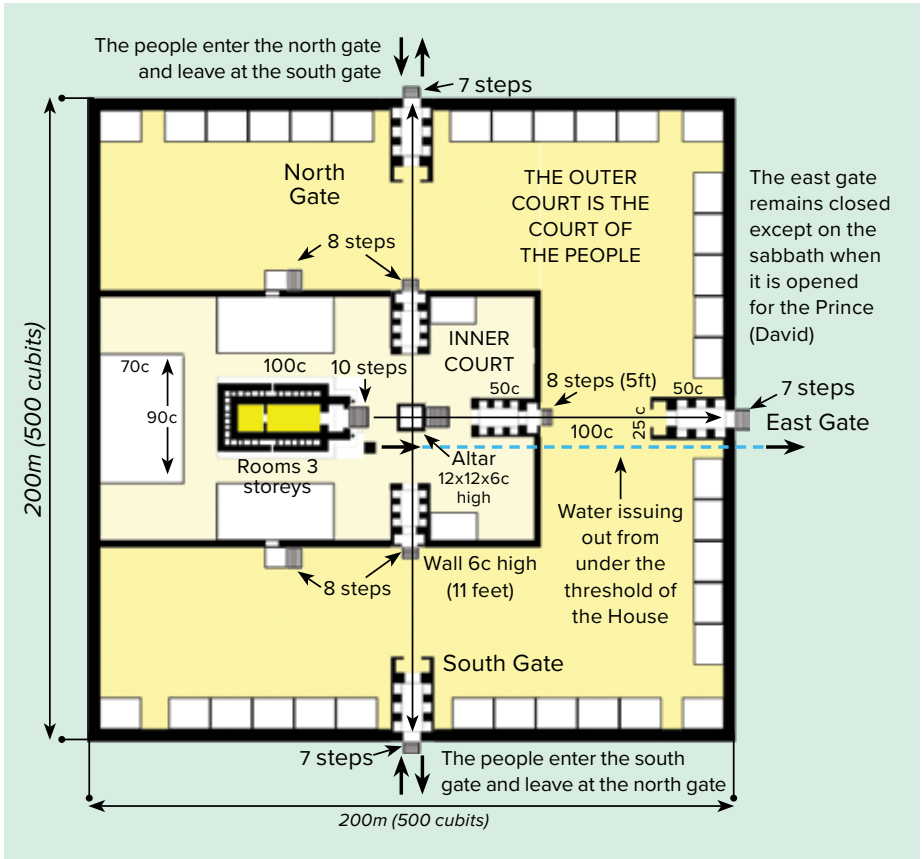 The people enter the north gate
and leave at the south gate
7 steps
North
Gate
THE OUTER
COURT IS THE
COURT OF
THE PEOPLE
The east gate
remains closed
except on the
sabbath when
it is opened
for the Prince
(David)
8 steps
200m (500 cubits)
INNER
COURT
70c
100c
10 steps
90c
50c
8 steps (5ft)
50c
7 steps
East Gate
25c
100c
Rooms 3
storeys
Altar
12x12x6c
high
Water issuing
out from
under the
threshold of
the House
Wall 6c high
(11 feet)
8 steps
South Gate
7 steps
The people enter the south
gate and leave at the north gate
200m (500 cubits)